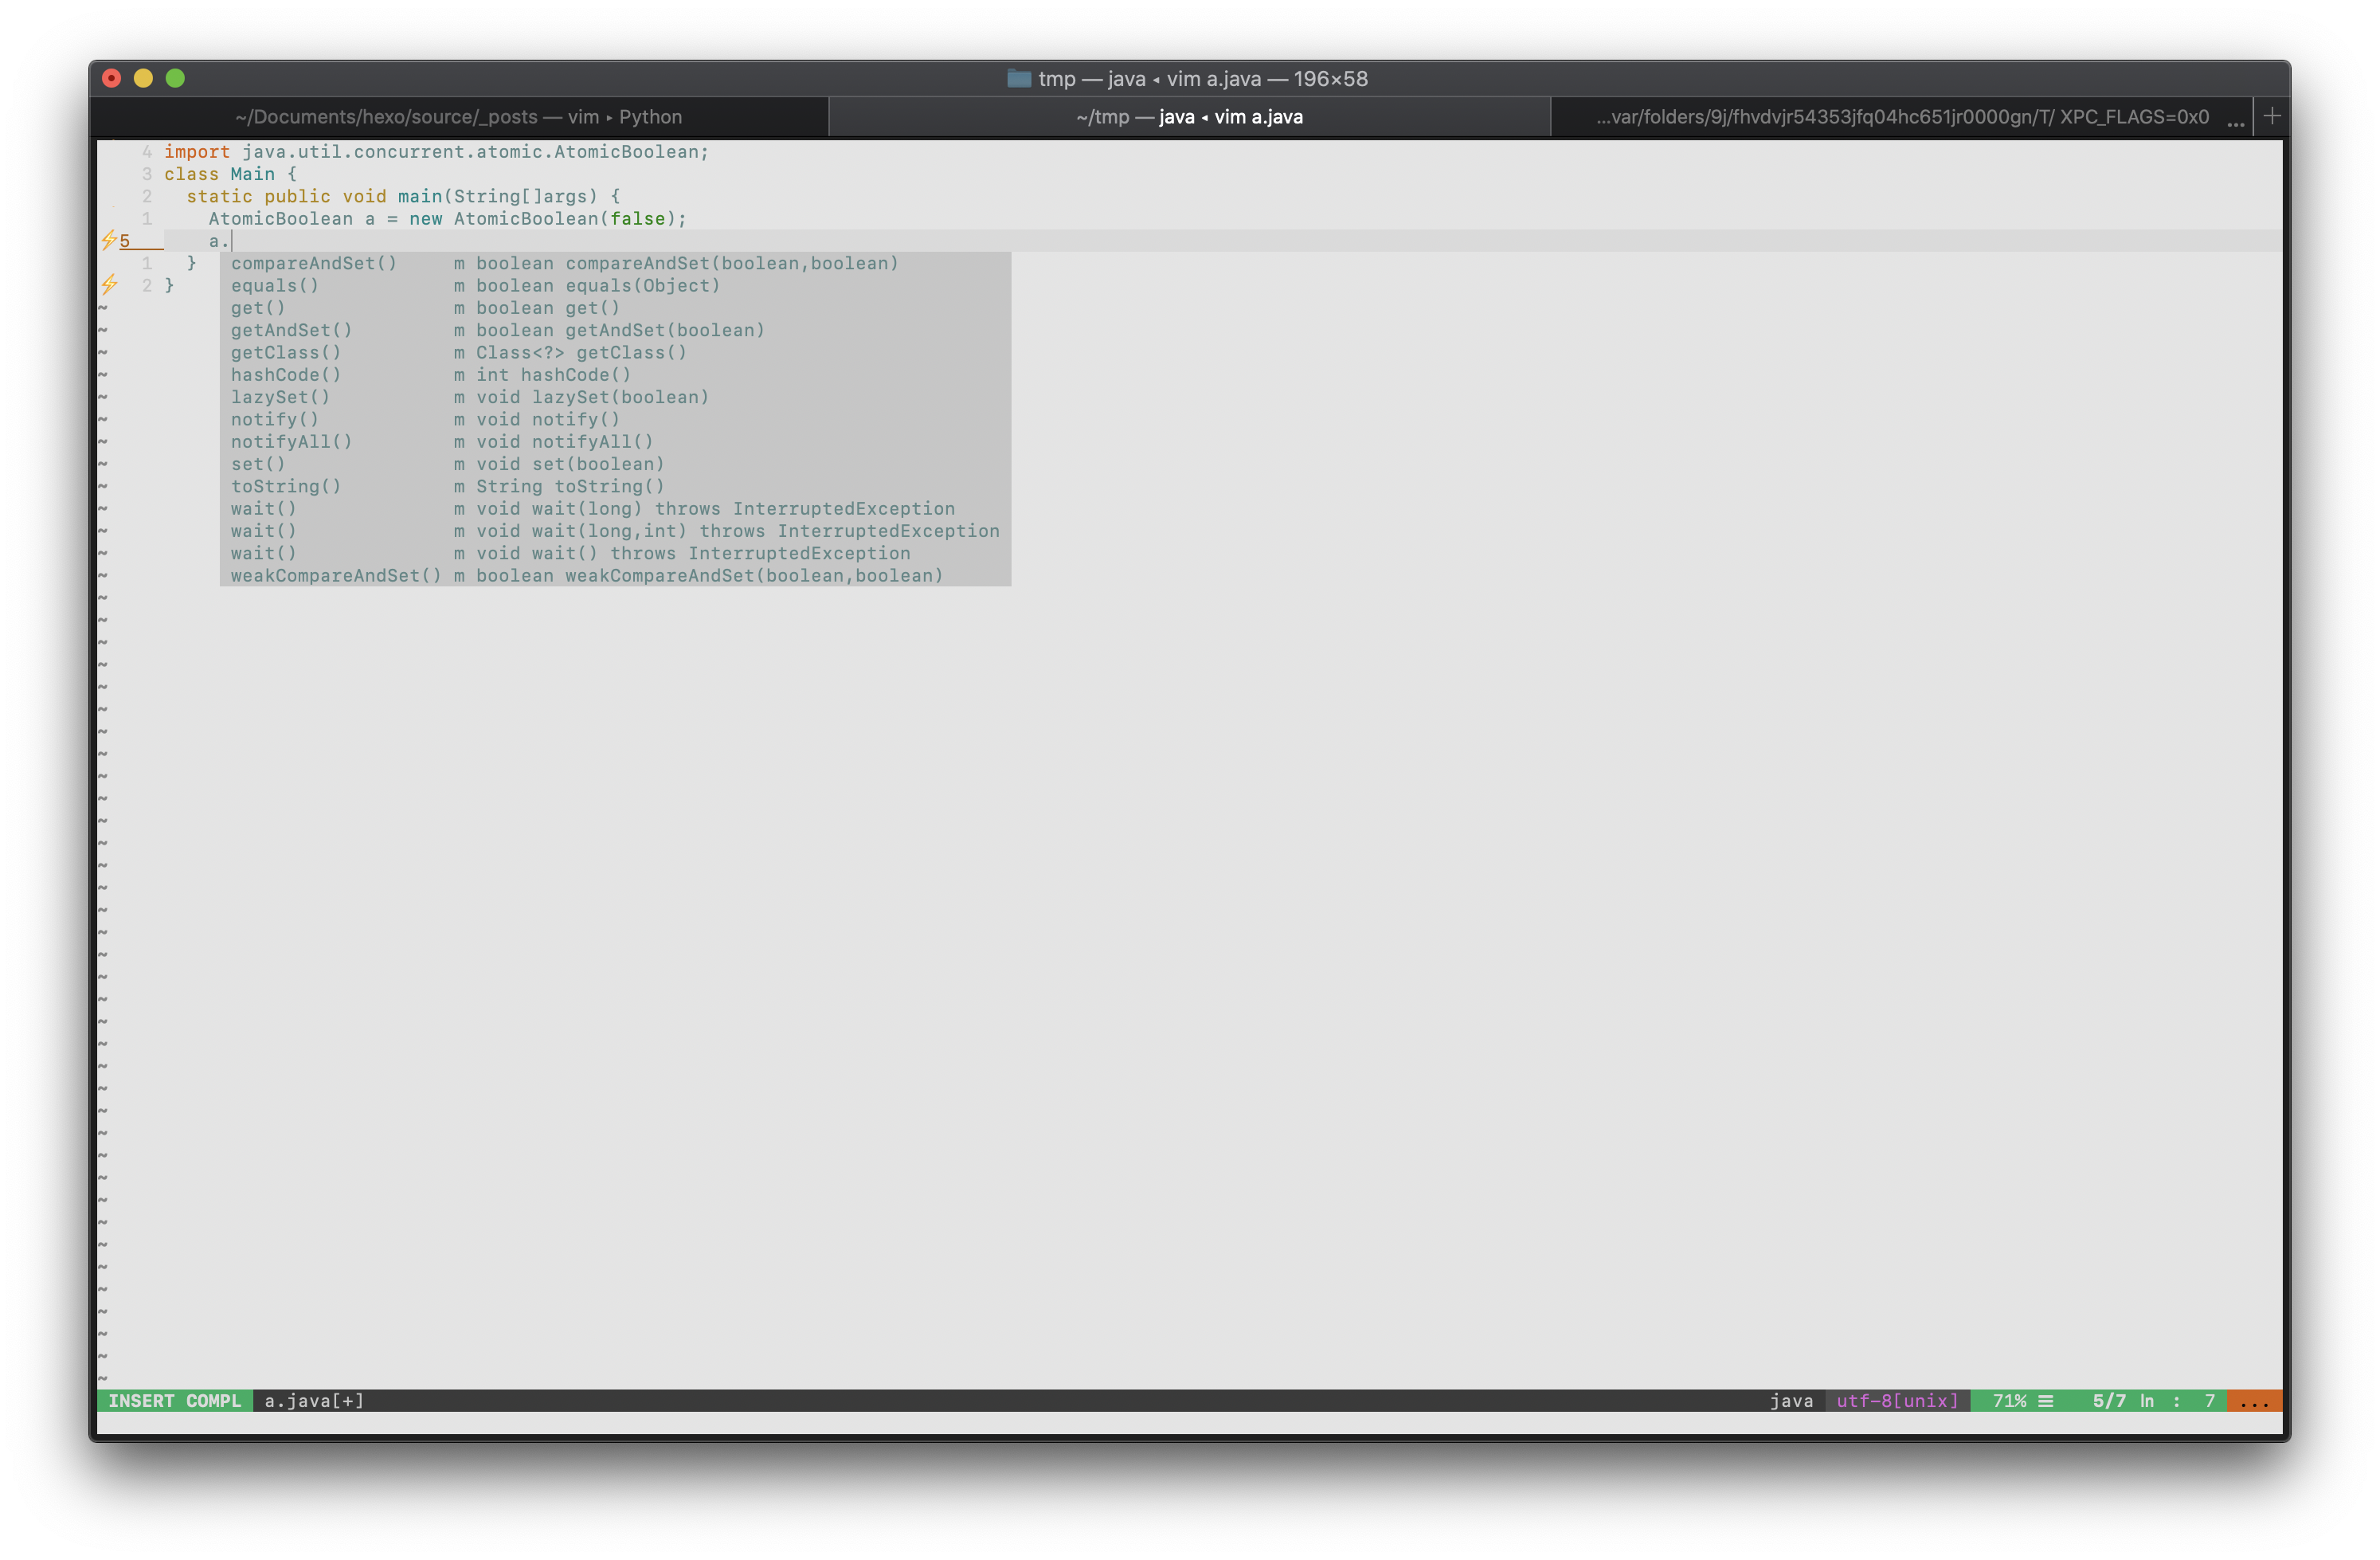 tmp — java ◂ vim a.java — 196×58
~/Documents/hexo/source/_posts — vim ▸ Python
~/tmp — java ◂ vim a.java
...var/folders/9j/fhvdvjr54353jfq04hc651jr0000gn/T/ XPC_FLAGS=0x0 ...
+
4 import java.util.concurrent.atomic.AtomicBoolean;
3 class Main {
2   static public void main(String[]args) {
1     AtomicBoolean a = new AtomicBoolean(false);
⚡5     a.
1   }
⚡ 2 }
compareAndSet()     m boolean compareAndSet(boolean,boolean)
equals()            m boolean equals(Object)
get()               m boolean get()
getAndSet()         m boolean getAndSet(boolean)
getClass()          m Class<?> getClass()
hashCode()          m int hashCode()
lazySet()           m void lazySet(boolean)
notify()            m void notify()
notifyAll()         m void notifyAll()
set()               m void set(boolean)
toString()          m String toString()
wait()              m void wait(long) throws InterruptedException
wait()              m void wait(long,int) throws InterruptedException
wait()              m void wait() throws InterruptedException
weakCompareAndSet() m boolean weakCompareAndSet(boolean,boolean)
INSERT COMPL a.java[+] java utf-8[unix] 71% ☰ 5/7 ln : 7 ...